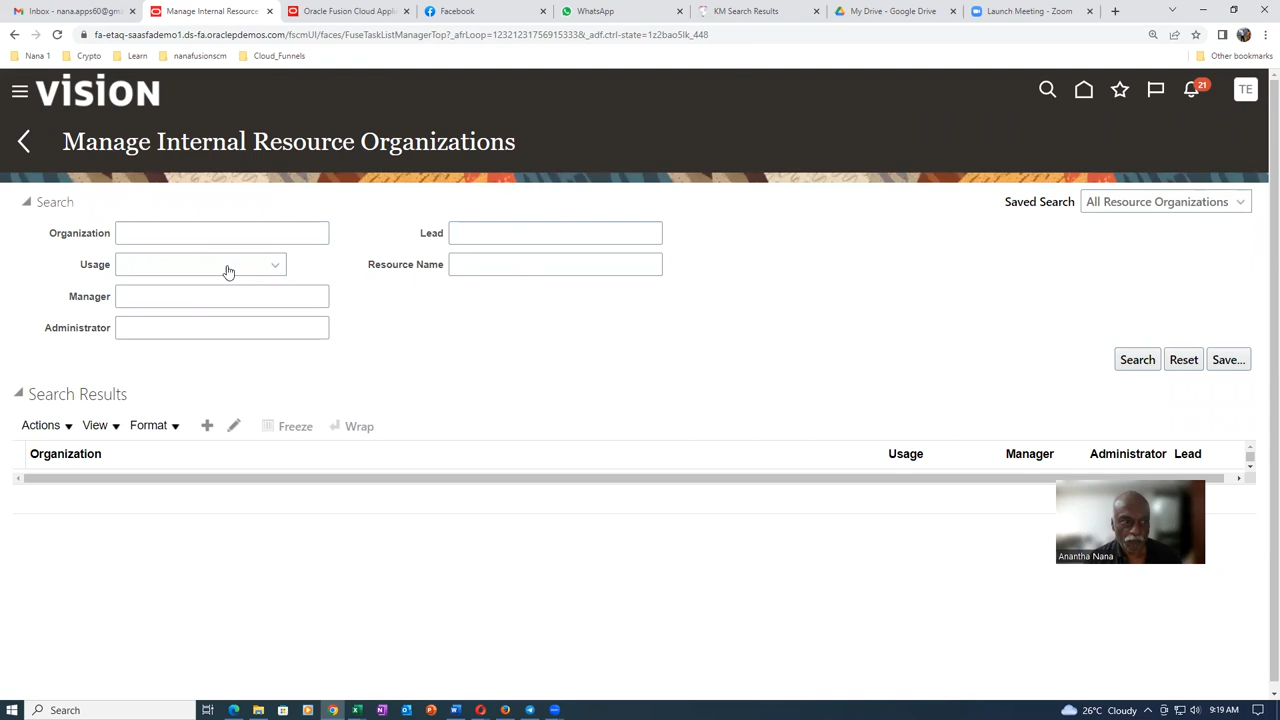 Inbox - nana.apps60@gm
Manage Internal Resource
Oracle Fusion Cloud Appli
Facebook
WhatsApp
KM Search Results
My Drive - Google Drive
Launch Meeting - Zoom
fa-etaq-saasfademo1.ds-fa.oraclepdemos.com/fscmUI/faces/FuseTaskListManagerTop?_afrLoop=12321231756915333&_adf.ctrl-state=1z2bao5lk_448
Nana 1
Crypto
Learn
nanafusionscm
Cloud_Funnels
Other bookmarks
VISION
21
TE
Manage Internal Resource Organizations
Search
Saved Search All Resource Organizations
Organization
Lead
Usage
Resource Name
Manager
Administrator
Search Reset Save...
Search Results
Actions View Format Freeze Wrap
Organization Usage Manager Administrator Lead
Anantha Nana
Search
26°C Cloudy
9:19 AM